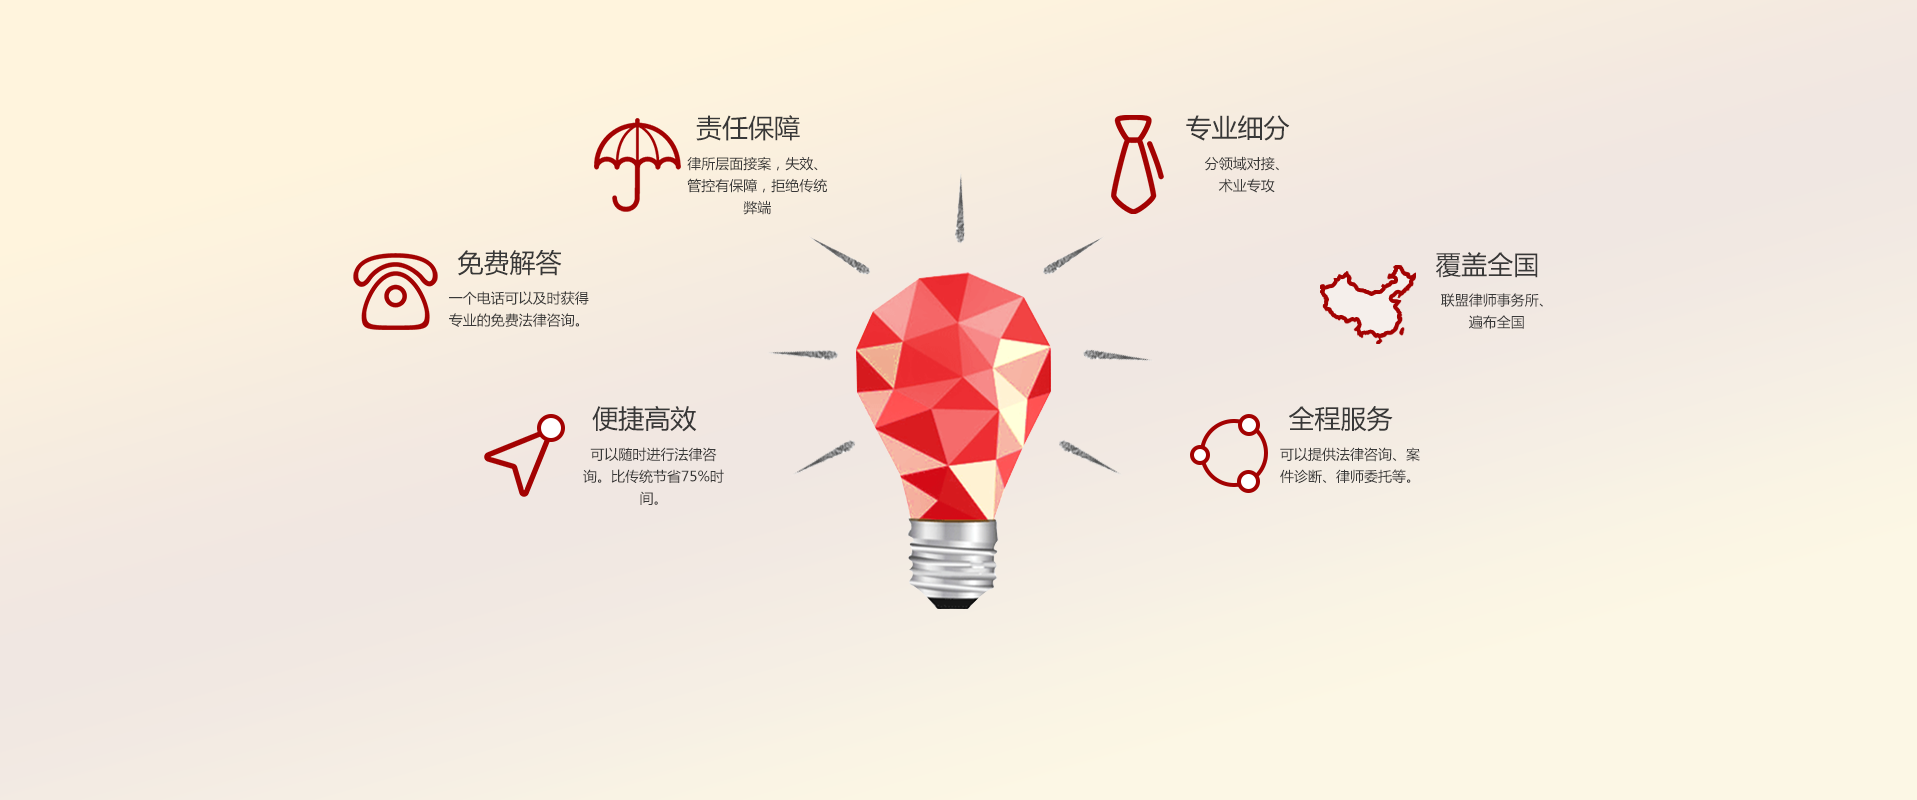 责任保障
律所层面接案，失效、
管控有保障，拒绝传统
弊端
专业细分
分领域对接、
术业专攻
免费解答
一个电话可以及时获得
专业的免费法律咨询。
覆盖全国
联盟律师事务所、
遍布全国
便捷高效
可以随时进行法律咨
询。比传统节省75%时
间。
全程服务
可以提供法律咨询、案
件诊断、律师委托等。